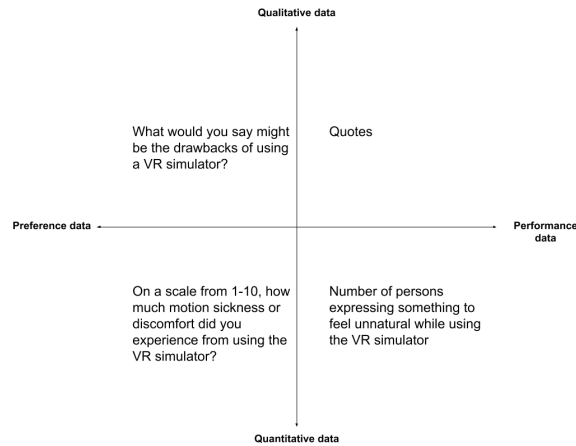 Qualitative data
What would you say might
be the drawbacks of using
a VR simulator?
Quotes
Preference data
Performance
data
On a scale from 1-10, how
much motion sickness or
discomfort did you
experience from using the
VR simulator?
Number of persons
expressing something to
feel unnatural while using
the VR simulator
Quantitative data